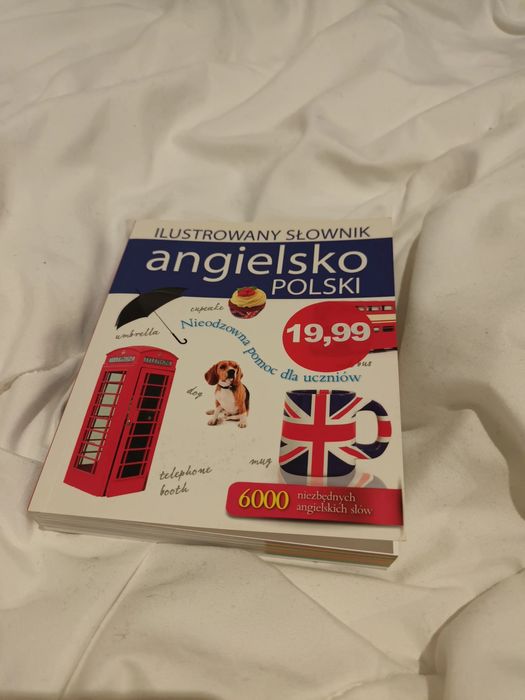 ILUSTROWANY SŁOWNIK
angielsko
POLSKI
cupcake
umbrella
Nieodzowna pomoc dla uczniów
19,99
bus
dog
mug
telephone
booth
6000 niezbędnych
angielskich słów